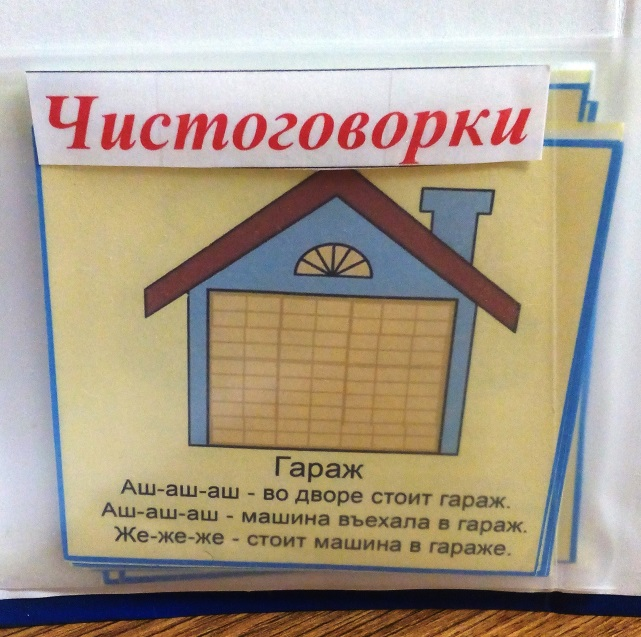 Чистоговорки
Гараж
Аш-аш-аш - во дворе стоит гараж.
Аш-аш-аш - машина въехала в гараж.
Же-же-же - стоит машина в гараже.